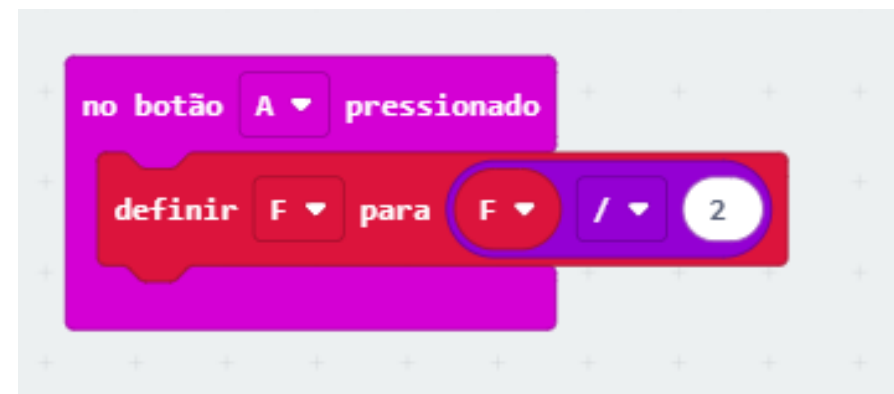 no botão A pressionado
definir F para F / 2